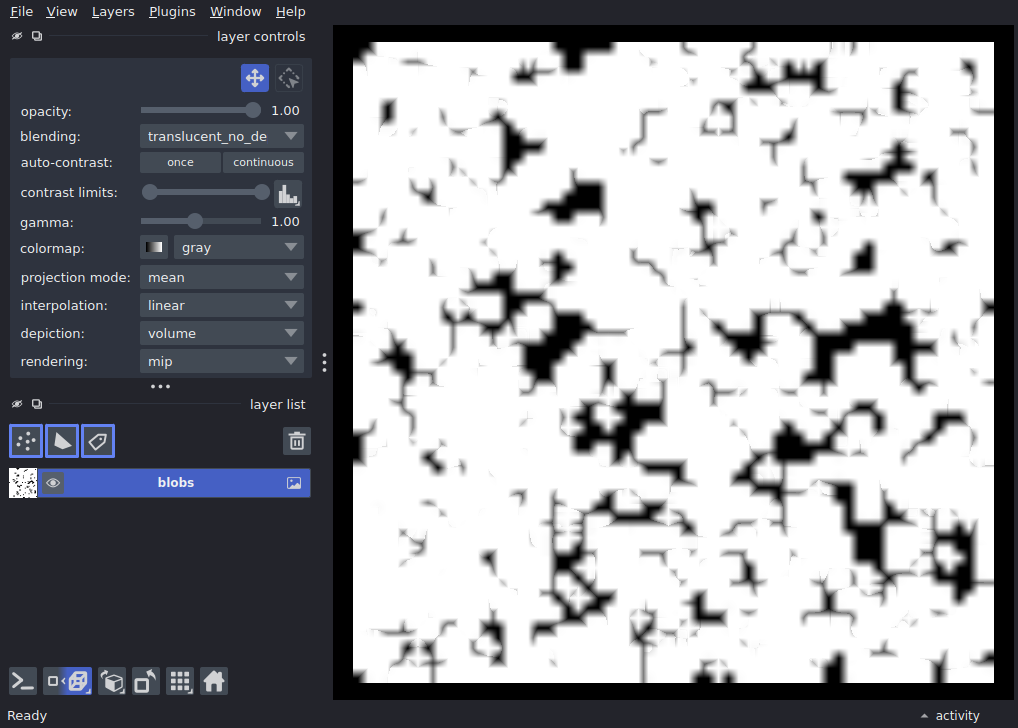 File View Layers Plugins Window Help
layer controls
opacity: 1.00
blending: translucent_no_de
auto-contrast: once continuous
contrast limits:
gamma: 1.00
colormap: gray
projection mode: mean
interpolation: linear
depiction: volume
rendering: mip
layer list
blobs
Ready activity